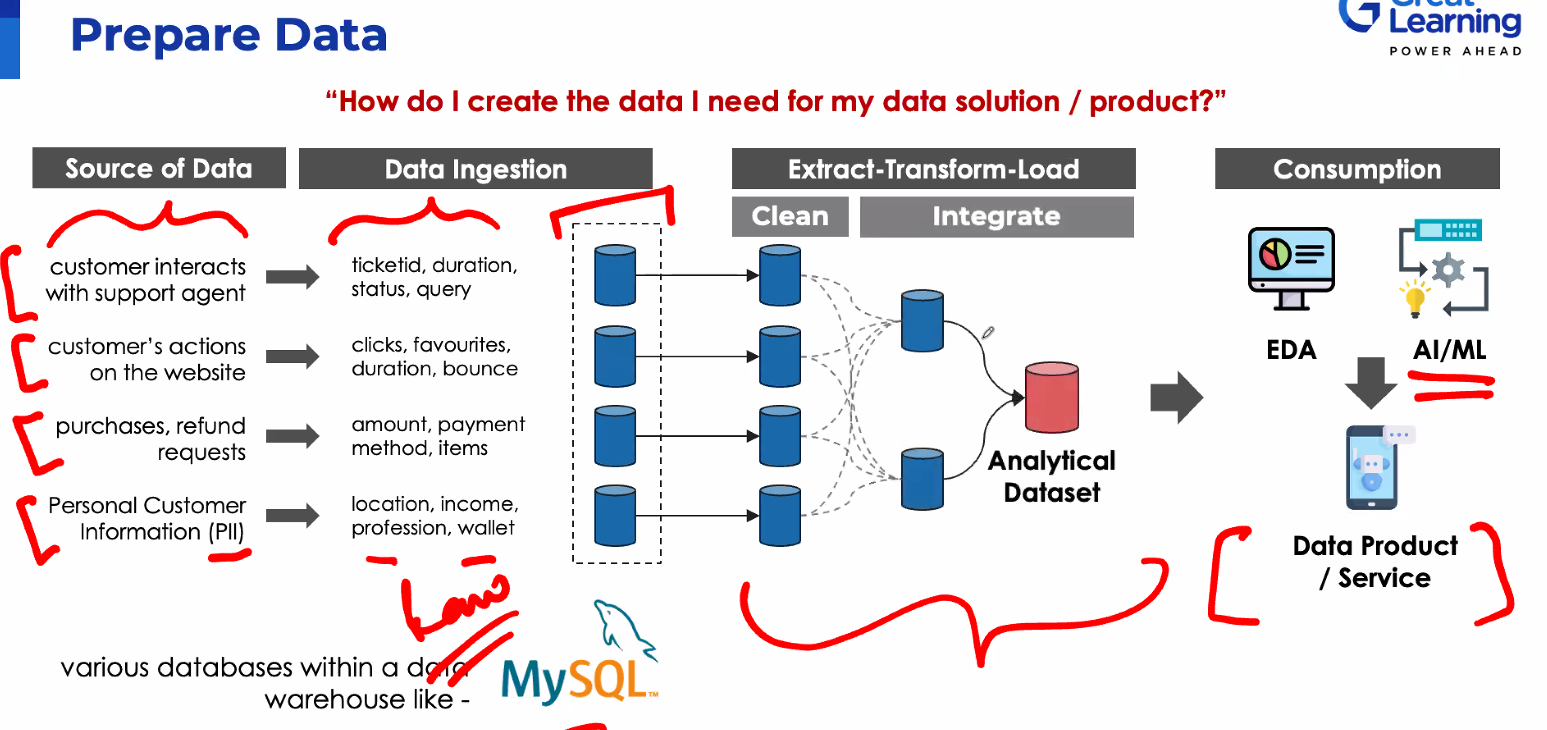 Prepare Data
Great
Learning
POWER AHEAD
“How do I create the data I need for my data solution / product?”
Source of Data
Data Ingestion
Extract-Transform-Load
Consumption
Clean
Integrate
customer interacts
with support agent
ticketid, duration,
status, query
customer’s actions
on the website
clicks, favourites,
duration, bounce
purchases, refund
requests
amount, payment
method, items
Personal Customer
Information (PII)
location, income,
profession, wallet
Analytical
Dataset
EDA
AI/ML
Data Product
/ Service
various databases within a data
warehouse like -
MySQL™